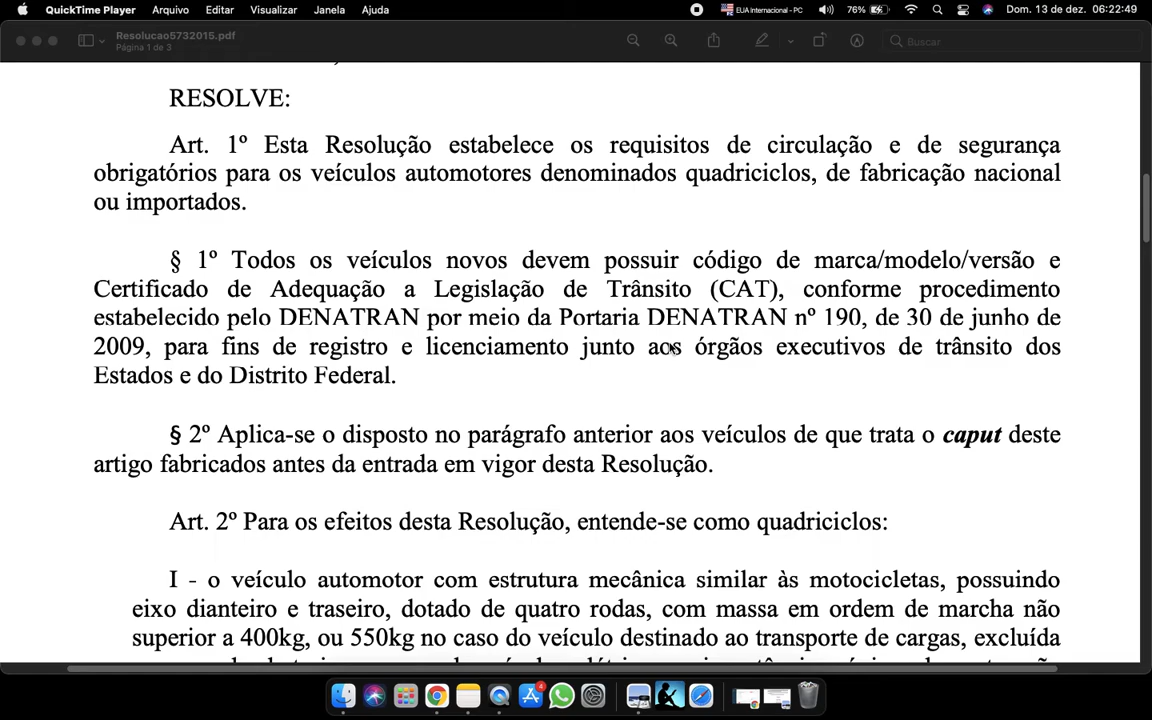 QuickTime Player Arquivo Editar Visualizar Janela Ajuda EUA Internacional - PC 76% Dom. 13 de dez. 06:22:49
Resolucao5732015.pdf
Página 1 de 3
Buscar
RESOLVE:
Art. 1º Esta Resolução estabelece os requisitos de circulação e de segurança
obrigatórios para os veículos automotores denominados quadriciclos, de fabricação nacional
ou importados.
§ 1º Todos os veículos novos devem possuir código de marca/modelo/versão e
Certificado de Adequação a Legislação de Trânsito (CAT), conforme procedimento
estabelecido pelo DENATRAN por meio da Portaria DENATRAN nº 190, de 30 de junho de
2009, para fins de registro e licenciamento junto aos órgãos executivos de trânsito dos
Estados e do Distrito Federal.
§ 2º Aplica-se o disposto no parágrafo anterior aos veículos de que trata o caput deste
artigo fabricados antes da entrada em vigor desta Resolução.
Art. 2º Para os efeitos desta Resolução, entende-se como quadriciclos:
I - o veículo automotor com estrutura mecânica similar às motocicletas, possuindo
eixo dianteiro e traseiro, dotado de quatro rodas, com massa em ordem de marcha não
superior a 400kg, ou 550kg no caso do veículo destinado ao transporte de cargas, excluída
4